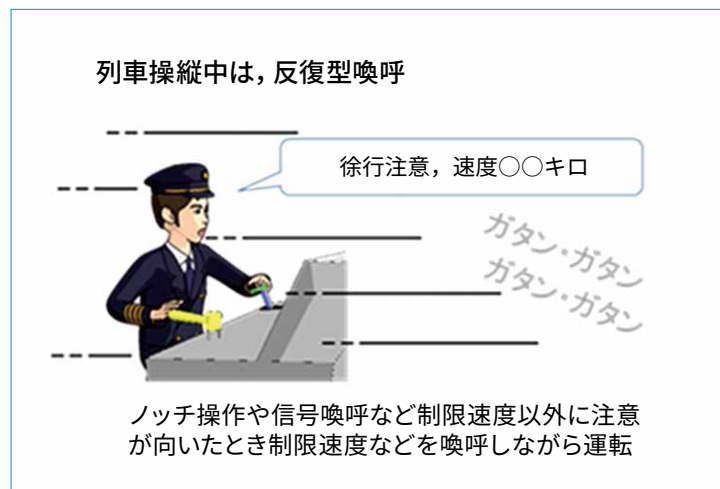 列車操縦中は，反復型喚呼
徐行注意，速度○○キロ
ガタン・ガタン
ガタン・ガタン
ノッチ操作や信号喚呼など制限速度以外に注意
が向いたとき制限速度などを喚呼しながら運転